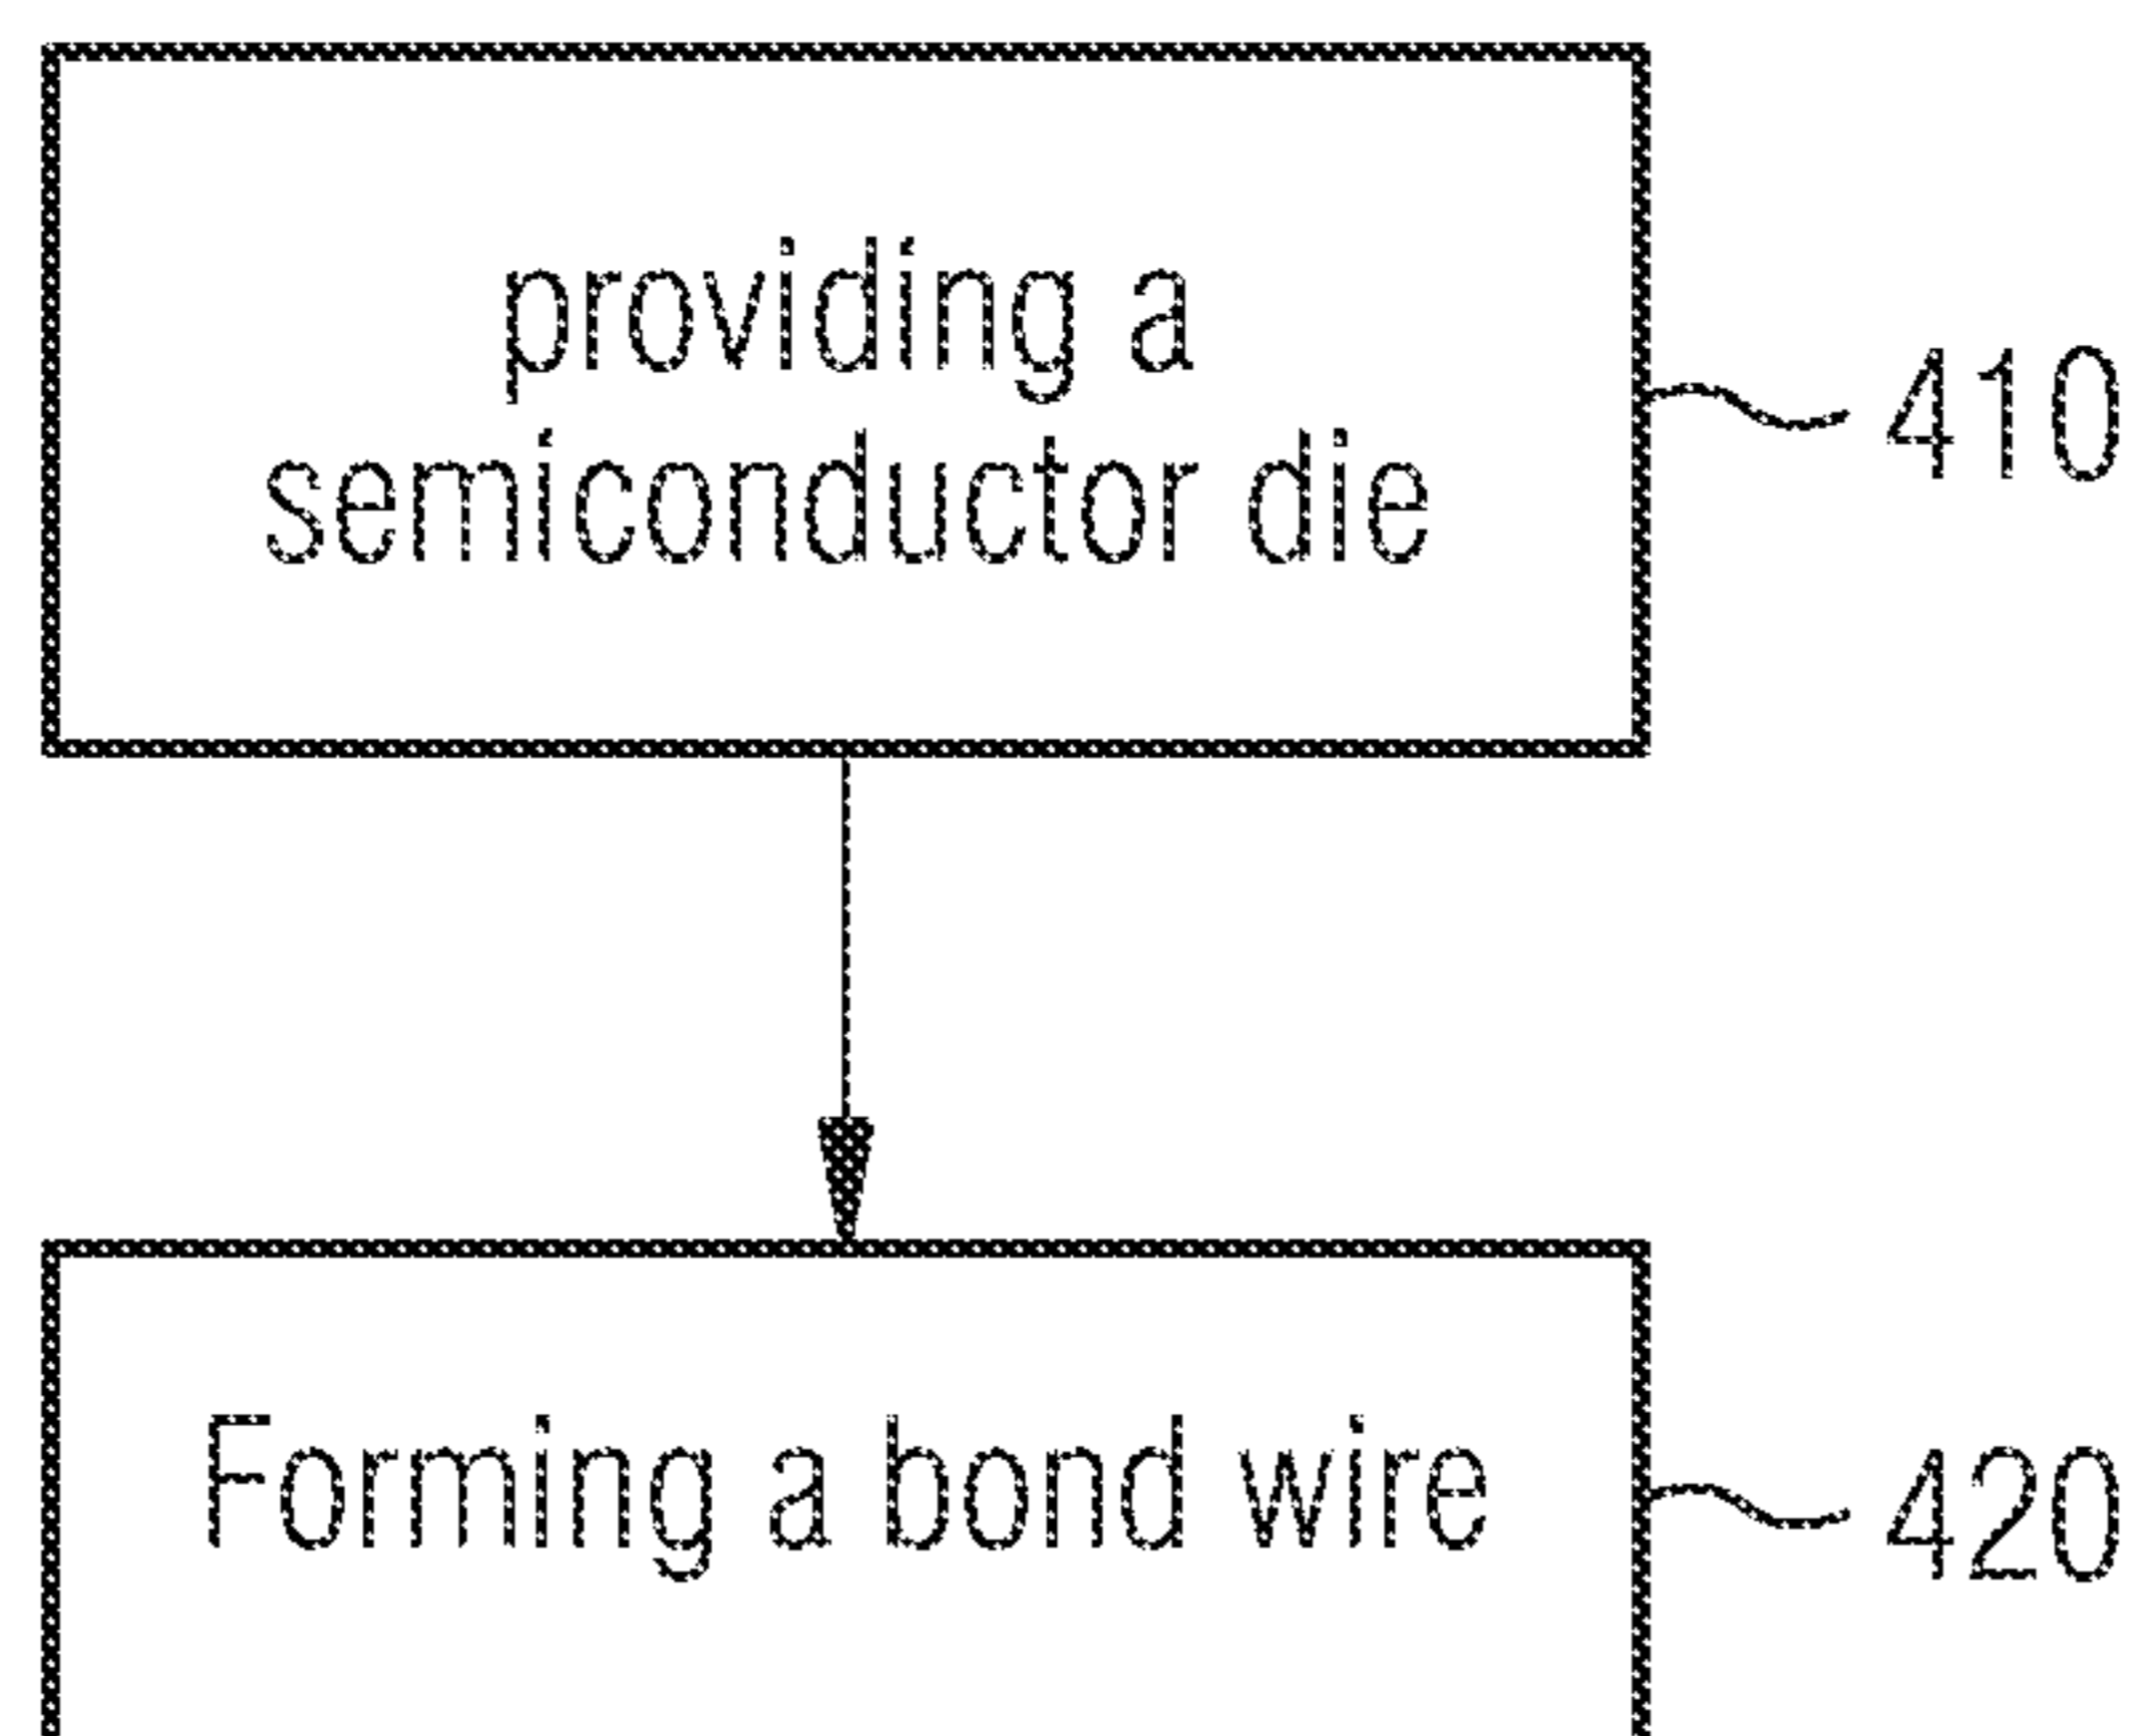 providing a
semiconductor die
410
Forming a bond wire
420